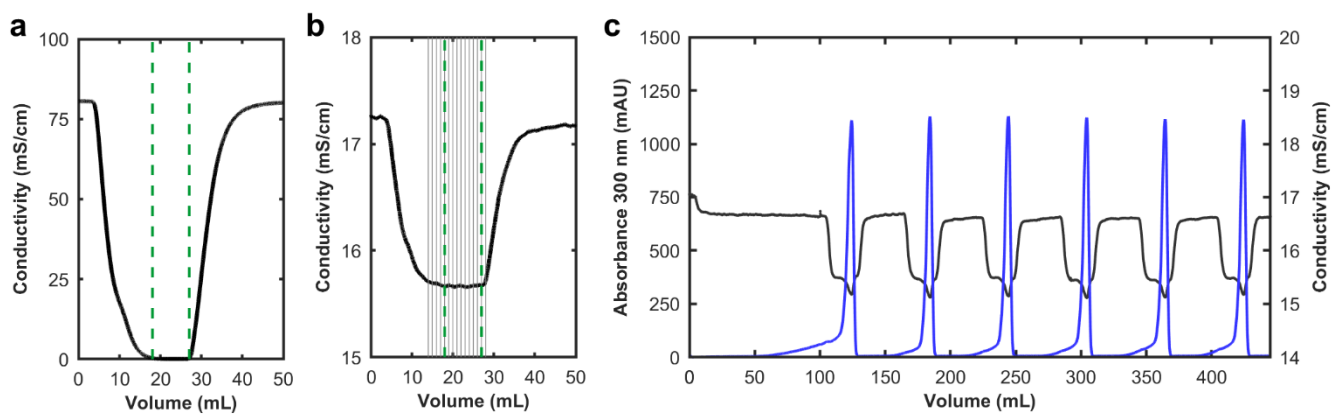 a
100
75
50
25
0
Conductivity (mS/cm)
0 10 20 30 40 50
Volume (mL)
b
18
17
16
15
Conductivity (mS/cm)
0 10 20 30 40 50
Volume (mL)
c
1500
1250
1000
750
500
250
0
Absorbance 300 nm (mAU)
20
19
18
17
16
15
14
Conductivity (mS/cm)
0 50 100 150 200 250 300 350 400
Volume (mL)